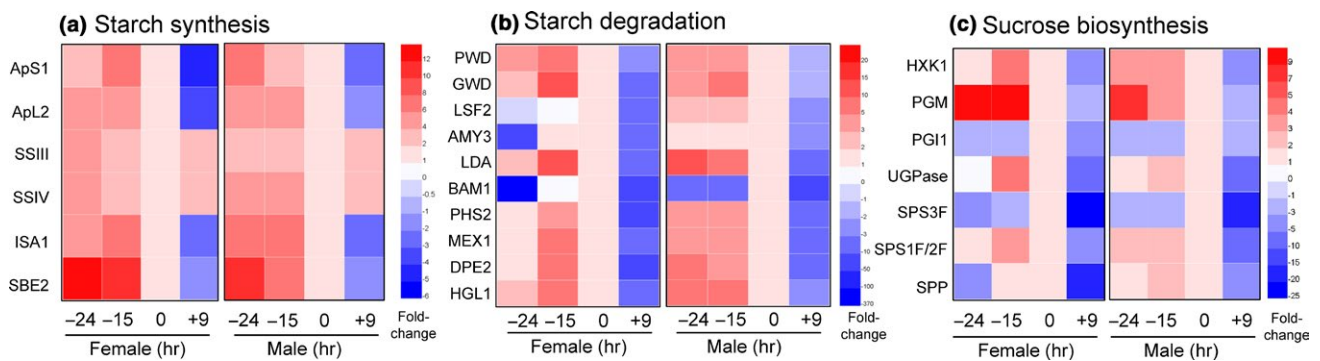 (a) Starch synthesis
ApS1
ApL2
SSIII
SSIV
ISA1
SBE2
12
10
8
6
4
2
1
0
-0.5
-1
-2
-3
-4
-5
-6
−24 −15 0 +9 −24 −15 0 +9
Female (hr) Male (hr)
Fold-
change
(b) Starch degradation
PWD
GWD
LSF2
AMY3
LDA
BAM1
PHS2
MEX1
DPE2
HGL1
20
15
10
5
3
2
1
0
-1
-2
-3
-10
-50
-100
-370
−24 −15 0 +9 −24 −15 0 +9
Female (hr) Male (hr)
Fold-
change
(c) Sucrose biosynthesis
HXK1
PGM
PGI1
UGPase
SPS3F
SPS1F/2F
SPP
9
7
5
4
3
2
1
0
-1
-2
-5
-10
-15
-20
-25
−24 −15 0 +9 −24 −15 0 +9
Female (hr) Male (hr)
Fold-
change